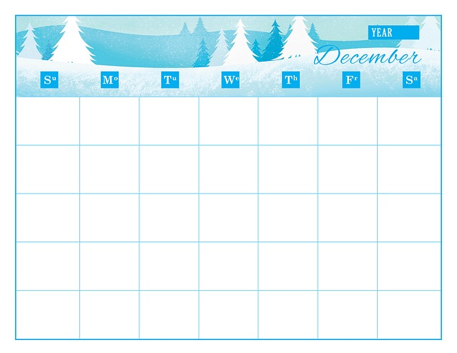 YEAR
December
Su Mo Tu We Th Fr Sa